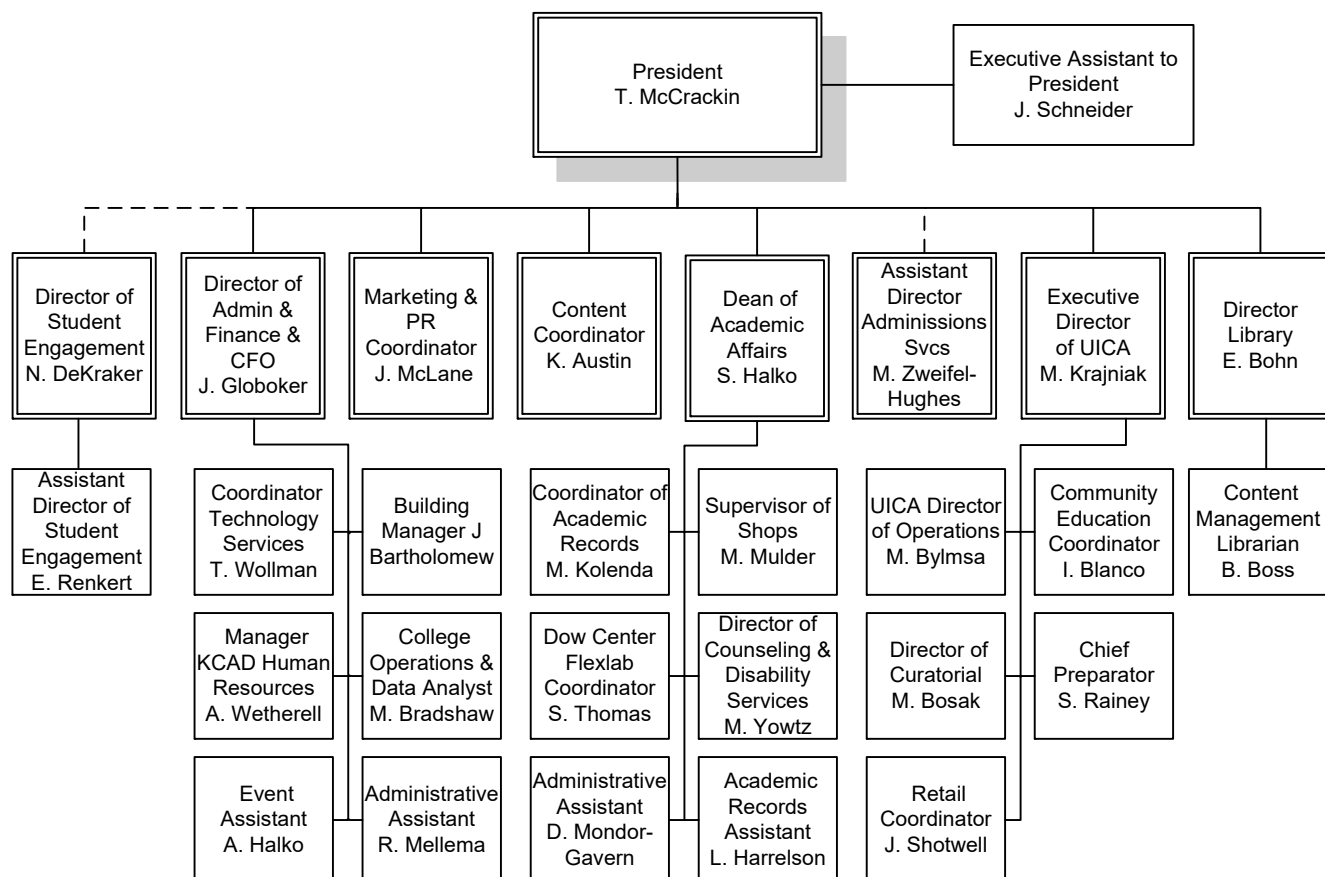 President
T. McCrackin
Executive Assistant to
President
J. Schneider
Director of
Student
Engagement
N. DeKraker
Director of
Admin &
Finance &
CFO
J. Globoker
Marketing &
PR
Coordinator
J. McLane
Content
Coordinator
K. Austin
Dean of
Academic
Affairs
S. Halko
Assistant
Director
Adminissions
Svcs
M. Zweifel-
Hughes
Executive
Director
of UICA
M. Krajniak
Director
Library
E. Bohn
Assistant
Director of
Student
Engagement
E. Renkert
Coordinator
Technology
Services
T. Wollman
Building
Manager J
Bartholomew
Coordinator of
Academic
Records
M. Kolenda
Supervisor of
Shops
M. Mulder
UICA Director
of Operations
M. Bylmsa
Community
Education
Coordinator
I. Blanco
Content
Management
Librarian
B. Boss
Manager
KCAD Human
Resources
A. Wetherell
College
Operations &
Data Analyst
M. Bradshaw
Dow Center
Flexlab
Coordinator
S. Thomas
Director of
Counseling &
Disability
Services
M. Yowtz
Director of
Curatorial
M. Bosak
Chief
Preparator
S. Rainey
Event
Assistant
A. Halko
Administrative
Assistant
R. Mellema
Administrative
Assistant
D. Mondor-
Gavern
Academic
Records
Assistant
L. Harrelson
Retail
Coordinator
J. Shotwell